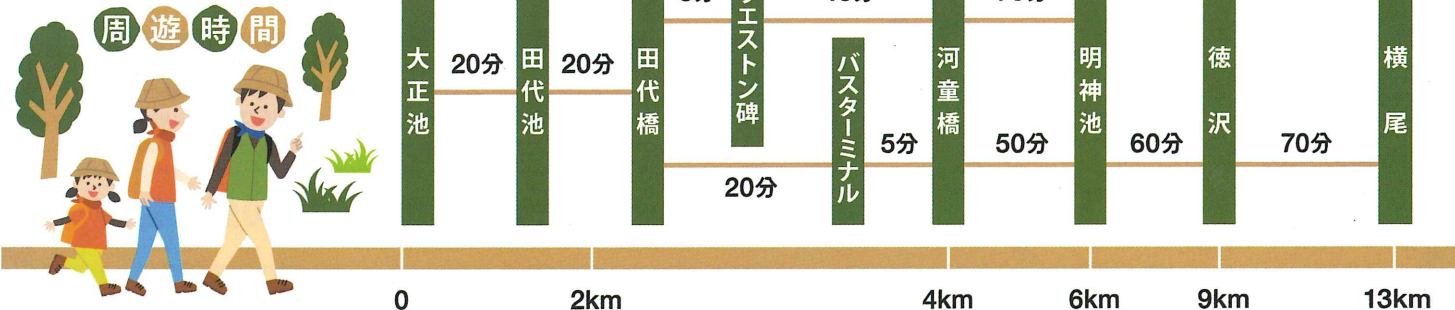 周遊時間
大正池
20分
田代池
20分
田代橋
エストン碑
20分
バスターミナル
5分
河童橋
50分
明神池
60分
徳沢
70分
横尾
0
2km
4km
6km
9km
13km